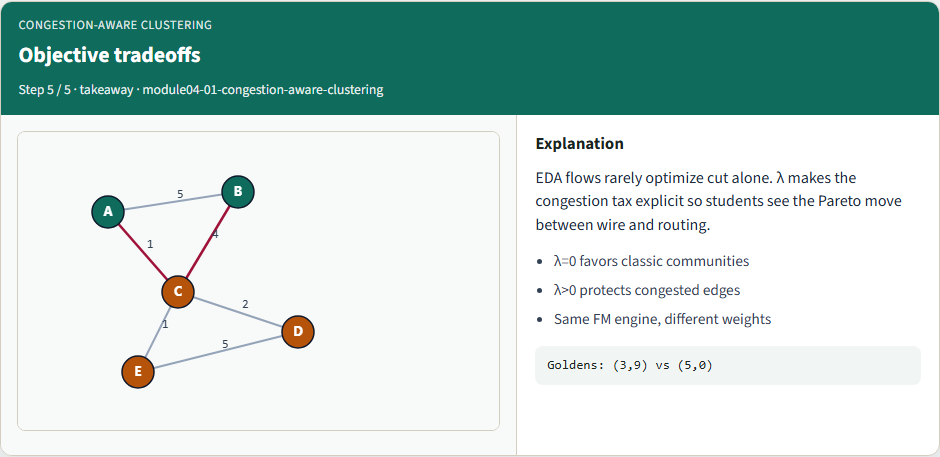 CONGESTION-AWARE CLUSTERING
Objective tradeoffs
Step 5 / 5 · takeaway · module04-01-congestion-aware-clustering
5
B
A
4
1
C
2
1
D
5
E
Explanation
EDA flows rarely optimize cut alone. λ makes the
congestion tax explicit so students see the Pareto move
between wire and routing.
• λ=0 favors classic communities
• λ>0 protects congested edges
• Same FM engine, different weights
Goldens: (3,9) vs (5,0)